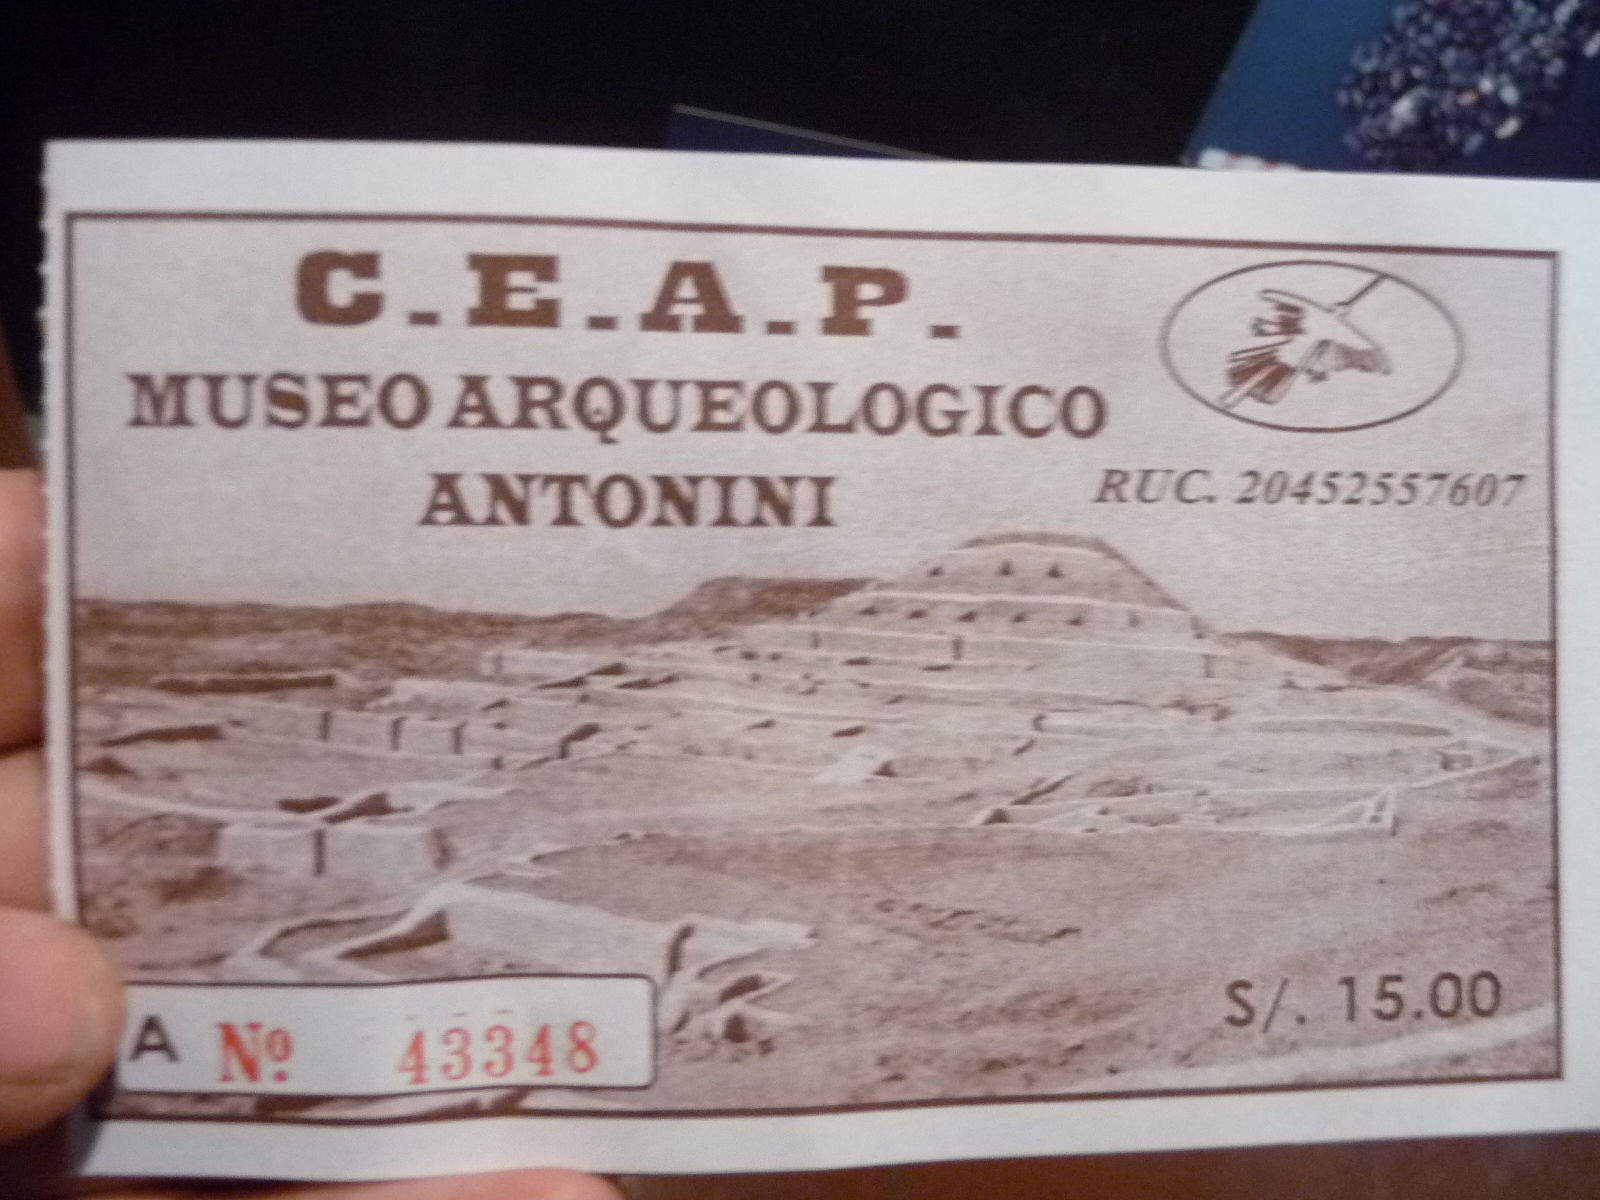 C.E.A.P.
MUSEO ARQUEOLOGICO
ANTONINI
RUC. 20452557607
S/. 15.00
A Nº 43348